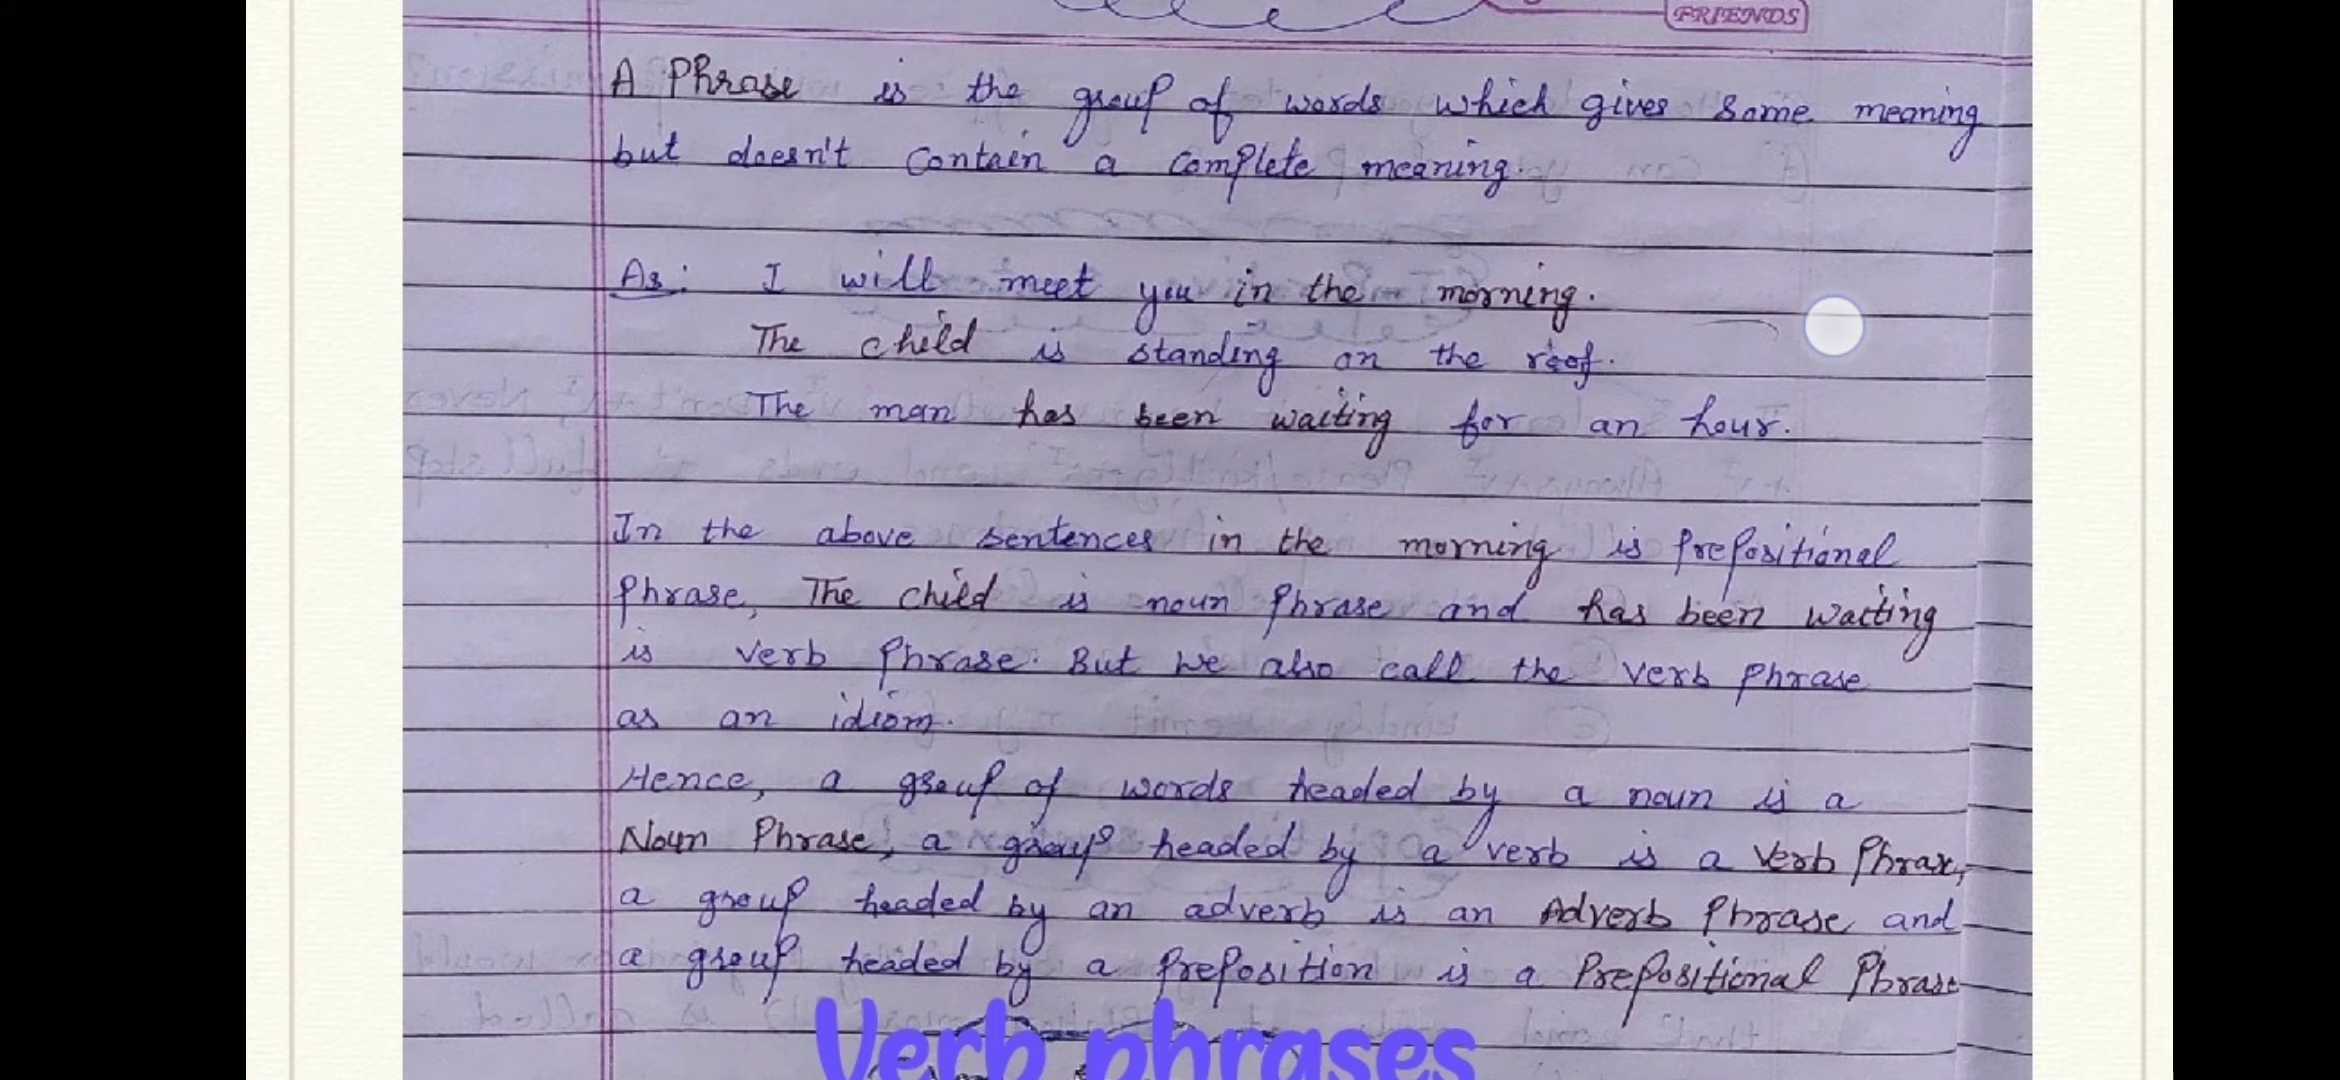 FRIENDS
A Phrase is the group of words which gives some meaning
but doesn't contain a complete meaning.
As: I will meet you in the morning.
The child is standing on the roof.
The man has been waiting for an hour.
In the above sentences in the morning is prepositional
phrase, The child is noun phrase and has been waiting
is verb phrase. But we also call the verb phrase
as an idiom.
Hence, a group of words headed by a noun is a
Noun Phrase, a group headed by a verb is a Verb Phrase,
a group headed by an adverb is an Adverb Phrase and
a group headed by a preposition is a Prepositional Phrase
Verb phrases